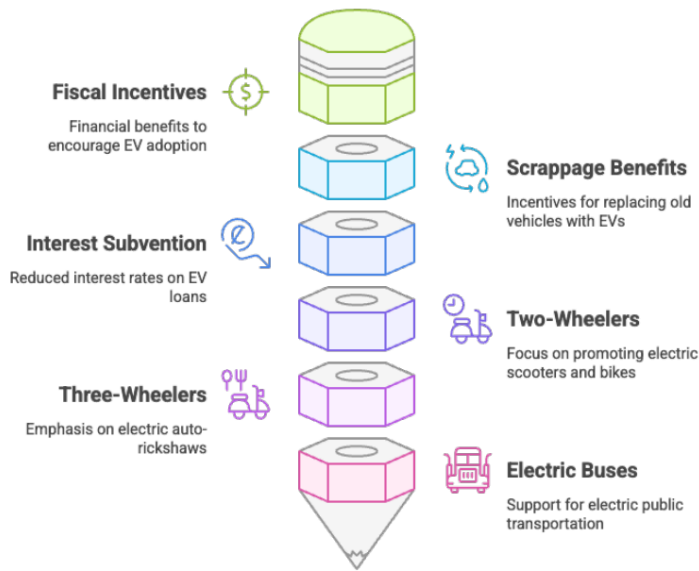 Fiscal Incentives
Financial benefits to
encourage EV adoption
Scrappage Benefits
Incentives for replacing old
vehicles with EVs
Interest Subvention
Reduced interest rates on EV
loans
Two-Wheelers
Focus on promoting electric
scooters and bikes
Three-Wheelers
Emphasis on electric auto-
rickshaws
Electric Buses
Support for electric public
transportation